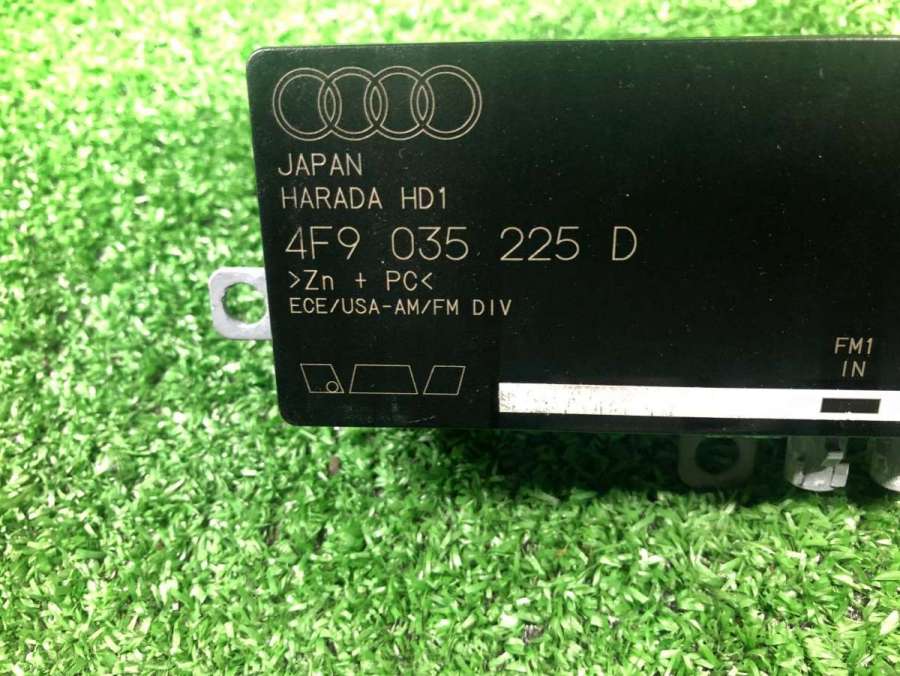 JAPAN
HARADA HD1
4F9 035 225 D
>Zn + PC<
ECE/USA-AM/FM DIV
FM1
IN